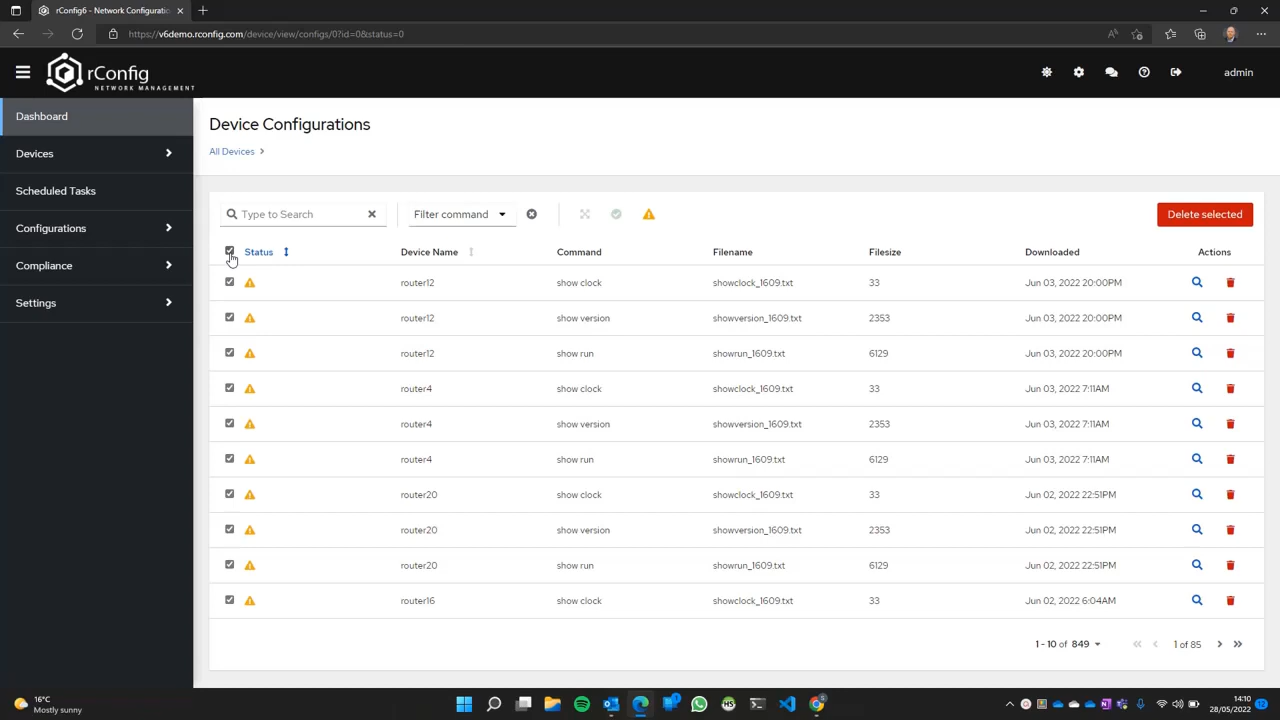 rConfig6 - Network Configuratio
https://v6demo.rconfig.com/device/view/configs/0?id=0&status=0
rConfig
NETWORK MANAGEMENT
admin
Dashboard
Devices
Scheduled Tasks
Configurations
Compliance
Settings
Device Configurations
All Devices
Type to Search
Filter command
Delete selected
Status Device Name Command Filename Filesize Downloaded Actions
router12 show clock showclock_1609.txt 33 Jun 03, 2022 20:00PM
router12 show version showversion_1609.txt 2353 Jun 03, 2022 20:00PM
router12 show run showrun_1609.txt 6129 Jun 03, 2022 20:00PM
router4 show clock showclock_1609.txt 33 Jun 03, 2022 7:11AM
router4 show version showversion_1609.txt 2353 Jun 03, 2022 7:11AM
router4 show run showrun_1609.txt 6129 Jun 03, 2022 7:11AM
router20 show clock showclock_1609.txt 33 Jun 02, 2022 22:51PM
router20 show version showversion_1609.txt 2353 Jun 02, 2022 22:51PM
router20 show run showrun_1609.txt 6129 Jun 02, 2022 22:51PM
router16 show clock showclock_1609.txt 33 Jun 02, 2022 6:04AM
1 - 10 of 849
1 of 85
16°C
Mostly sunny
14:10
28/05/2022